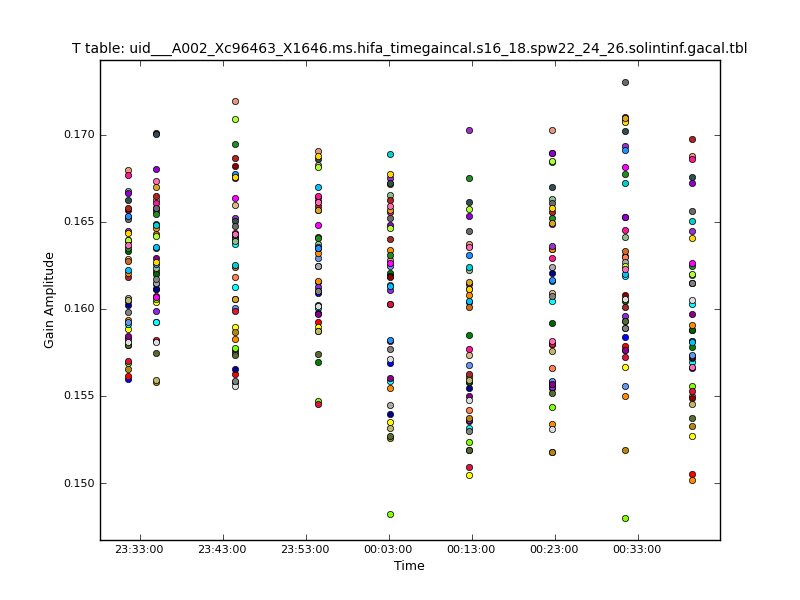 T table: uid___A002_Xc96463_X1646.ms.hifa_timegaincal.s16_18.spw22_24_26.solintinf.gacal.tbl
Gain Amplitude
0.170
0.165
0.160
0.155
0.150
23:33:00 23:43:00 23:53:00 00:03:00 00:13:00 00:23:00 00:33:00
Time